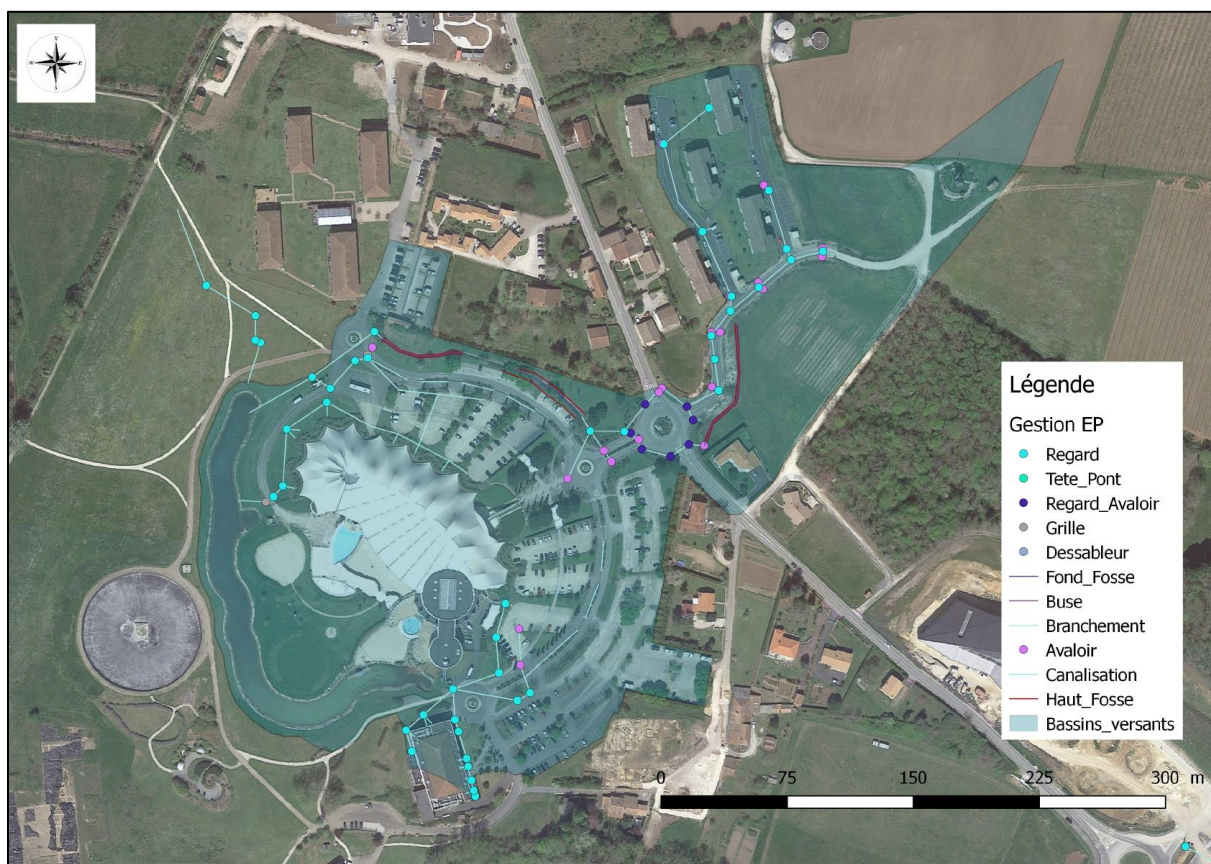 N
W
E
S
Légende
Gestion EP
Regard
Tete_Pont
Regard_Avaloir
Grille
Dessableur
Fond_Fosse
Buse
Branchement
Avaloir
Canalisation
Haut_Fosse
Bassins_versants
0 75 150 225 300 m